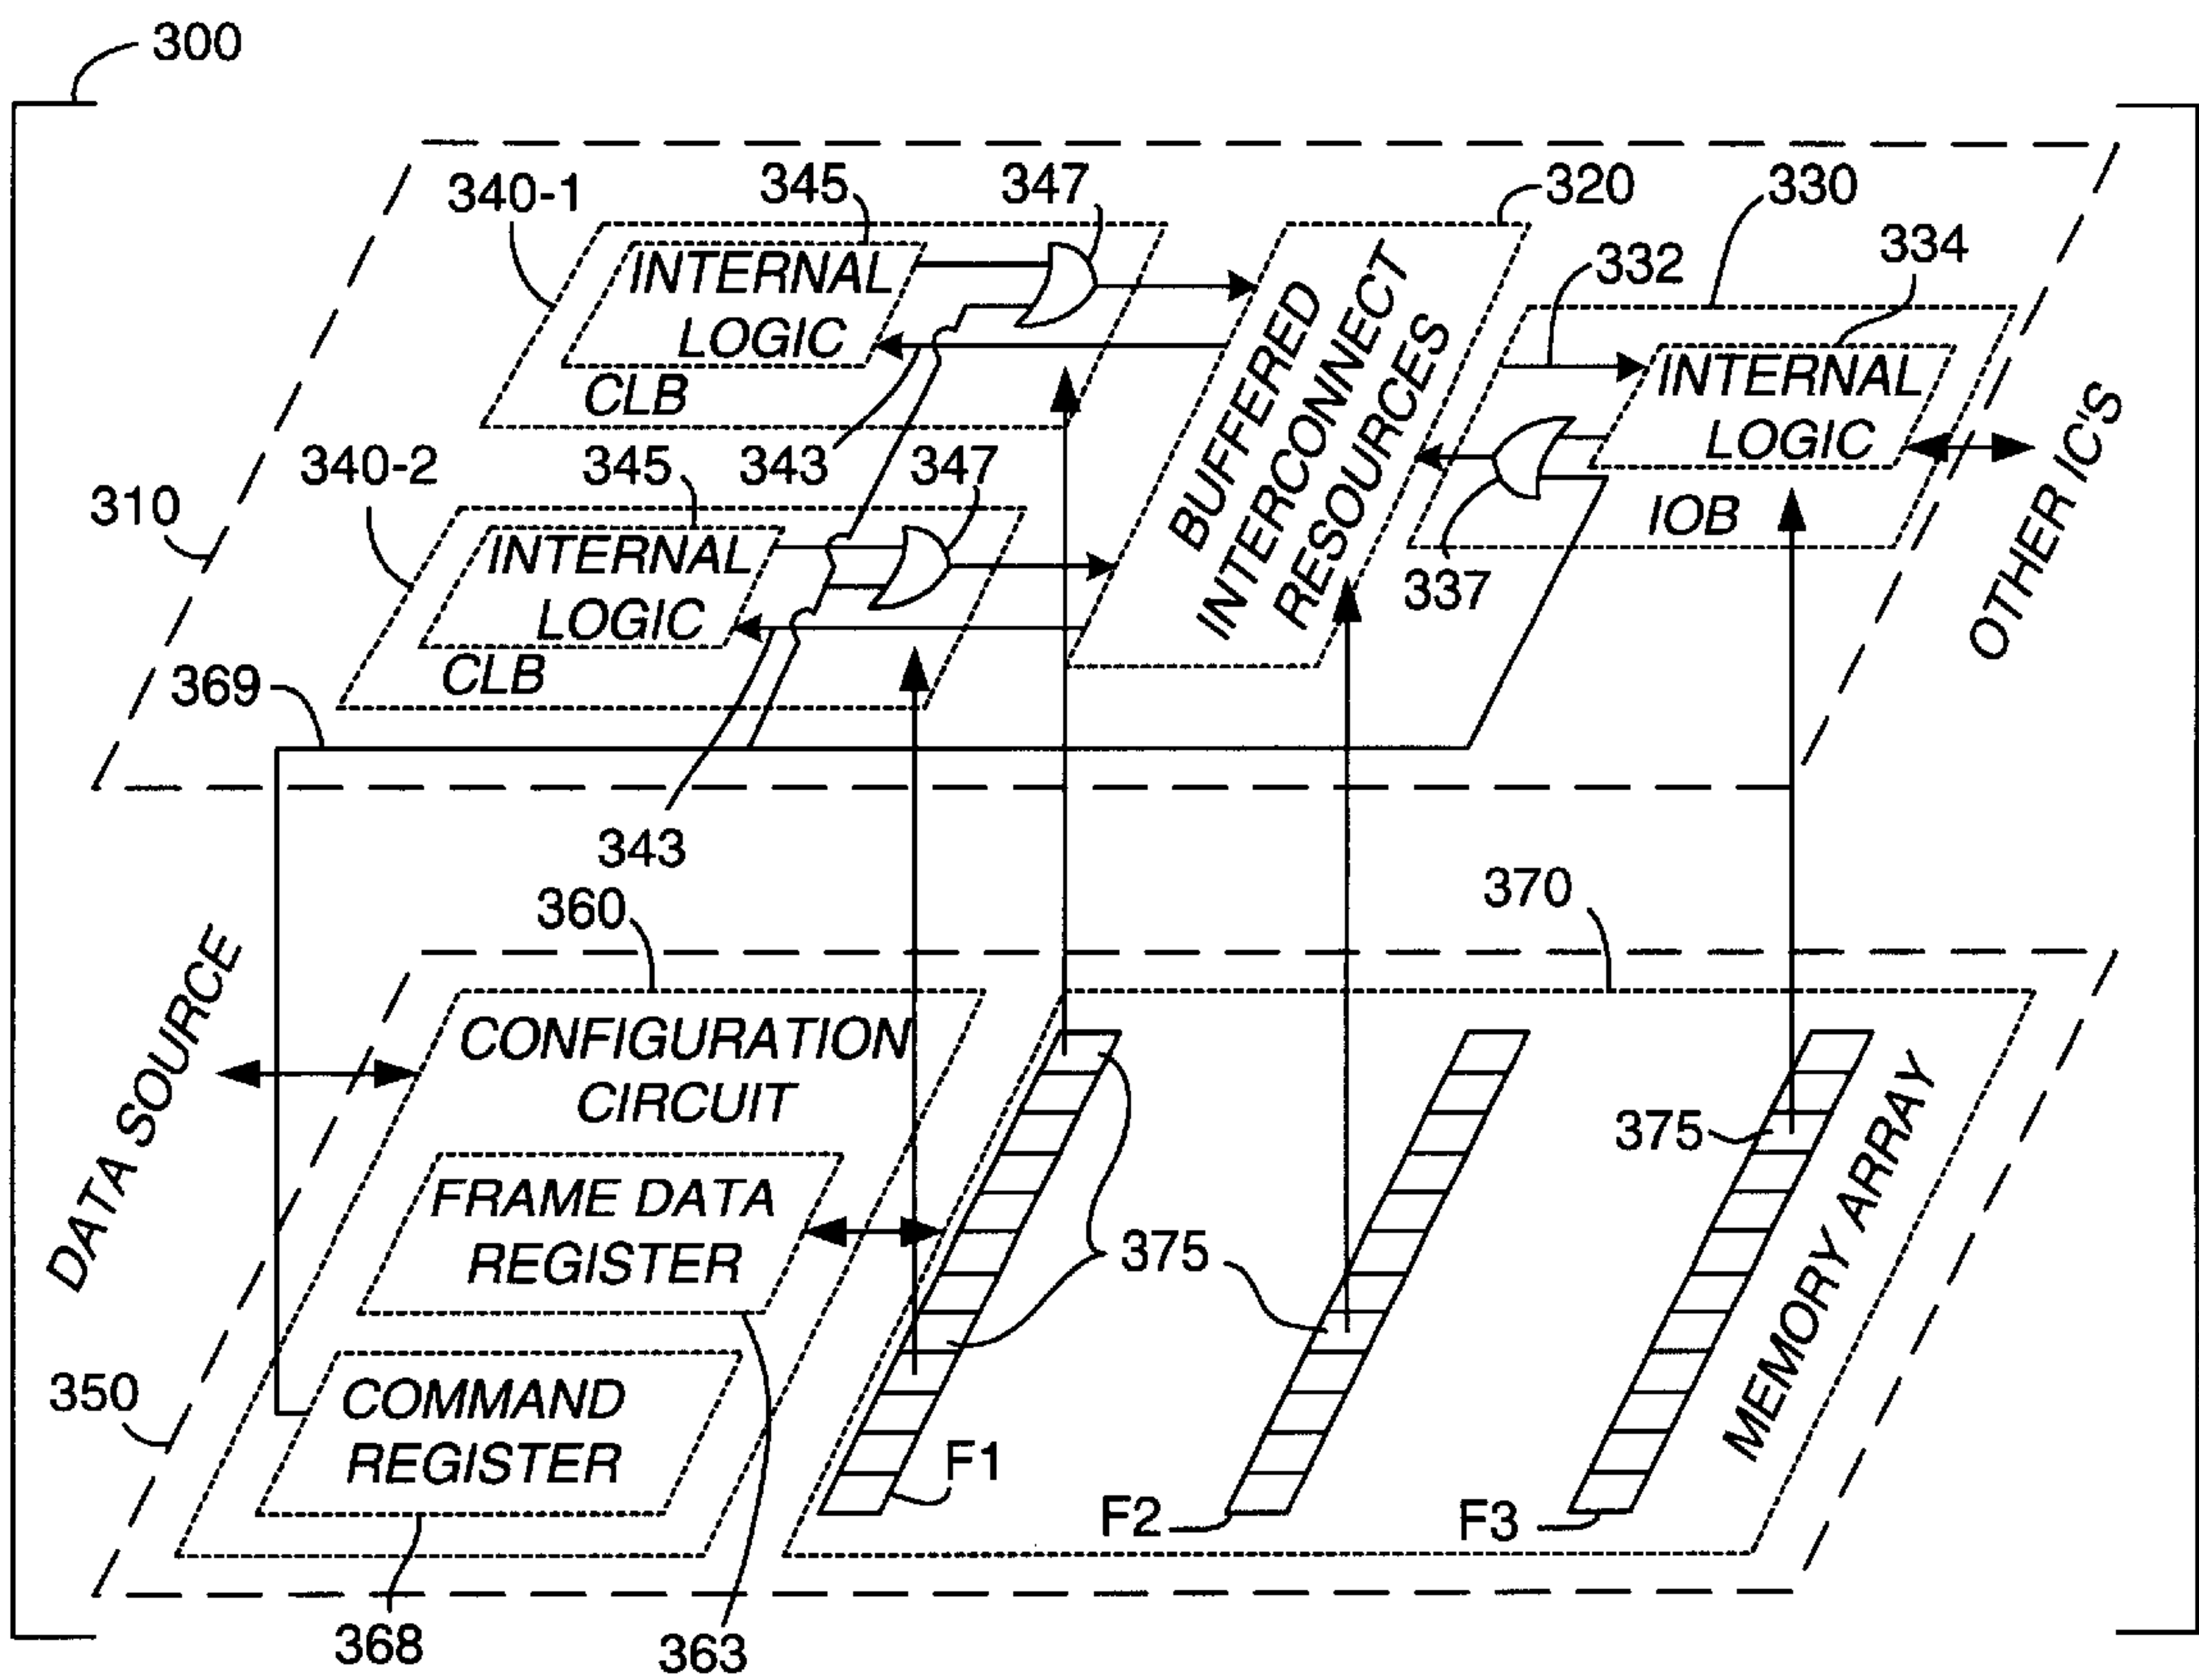 300
340-1
345
347
320
330
334
332
INTERNAL
LOGIC
CLB
BUFFERED
INTERCONNECT
RESOURCES
INTERNAL
LOGIC
IOB
OTHER IC'S
340-2
345
343
347
310
INTERNAL
LOGIC
CLB
337
369
343
360
370
DATA SOURCE
CONFIGURATION
CIRCUIT
FRAME DATA
REGISTER
375
375
MEMORY ARRAY
350
COMMAND
REGISTER
F1
F2
F3
368
363